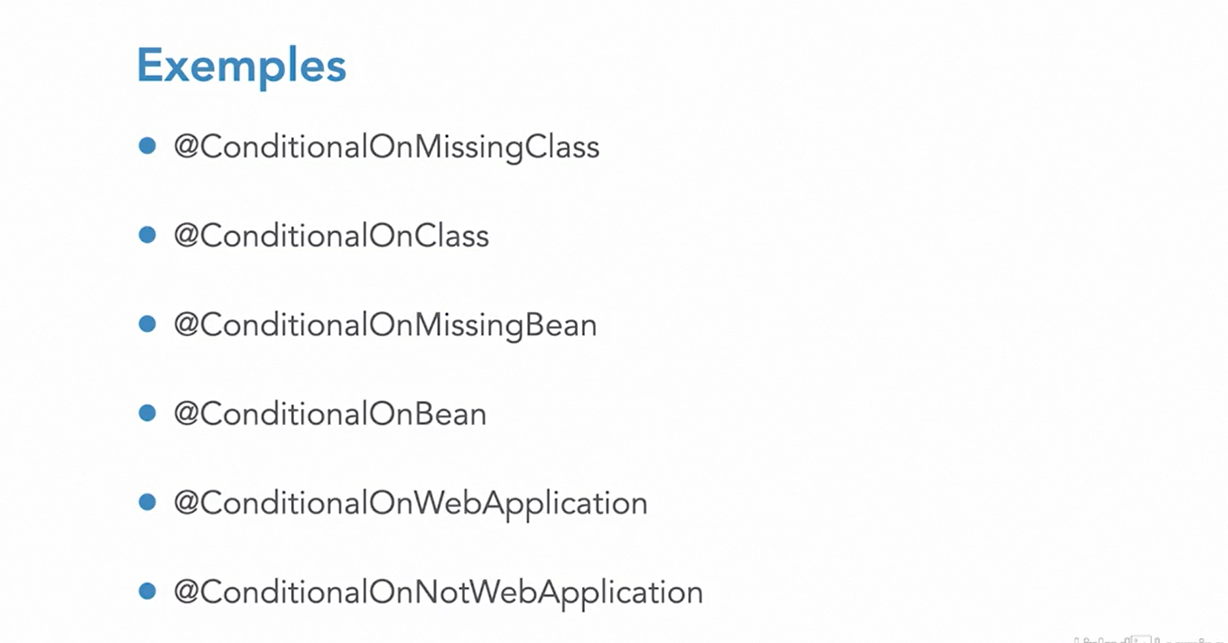 Exemples
@ConditionalOnMissingClass
@ConditionalOnClass
@ConditionalOnMissingBean
@ConditionalOnBean
@ConditionalOnWebApplication
@ConditionalOnNotWebApplication